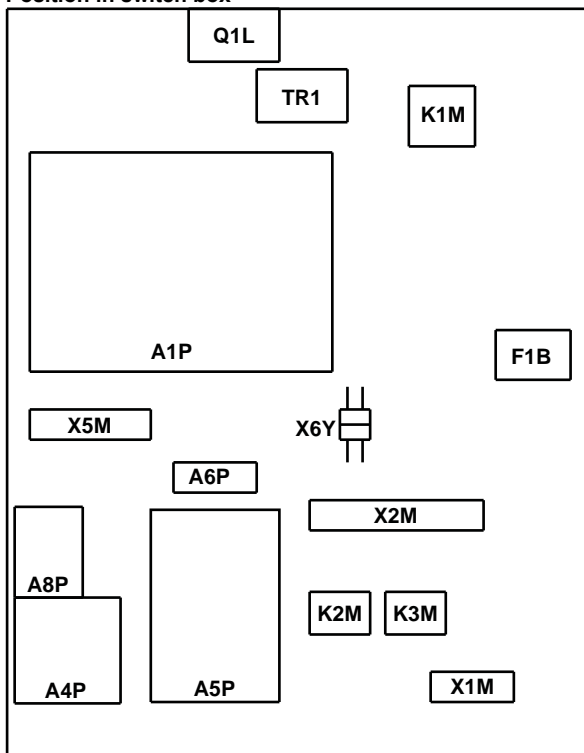 Position in switch box
Q1L
TR1
K1M
A1P
F1B
X5M
X6Y
A6P
X2M
A8P
K2M
K3M
A4P
A5P
X1M